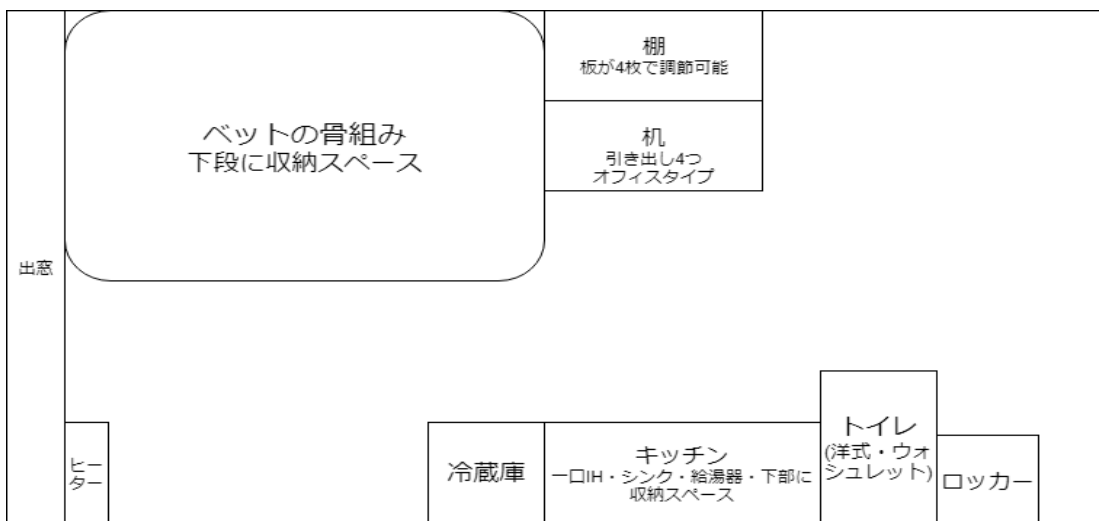 棚
板が4枚で調節可能
ベットの骨組み
下段に収納スペース
机
引き出し4つ
オフィスタイプ
出窓
ヒー
ター
冷蔵庫
キッチン
一口IH・シンク・給湯器・下部に
収納スペース
トイレ
(洋式・ウォ
シュレット)
ロッカー